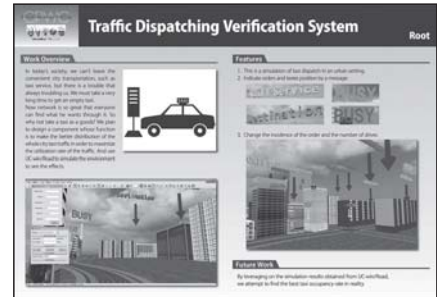 CPWC
Traffic Dispatching Verification System
Root
Work Overview
In today's society, we can't leave the
convenient city transportation, such as
taxi service, but there is a trouble that
always troubling us. We must take a very
long time to get an empty taxi.
Now network is so great that everyone
can find what he wants through it. So
why not take a taxi as a goods? We plan
to design a component whose function
is to make the better distribution of the
whole city taxi traffic in order to maximize
the utilization rate of the traffic. And use
UC-win/Road to simulate the environment
to see the effects.
BUSY
Features
1. This is a simulation of taxi dispatch in an urban setting.
2. Indicate orders and taxies position by a message.
BUSY
BUSY
3. Change the incidence of the order and the number of drives.
Future Work
By leveraging on the simulation results obtained from UC-win/Road,
we attempt to find the best taxi occupancy rate in reality.